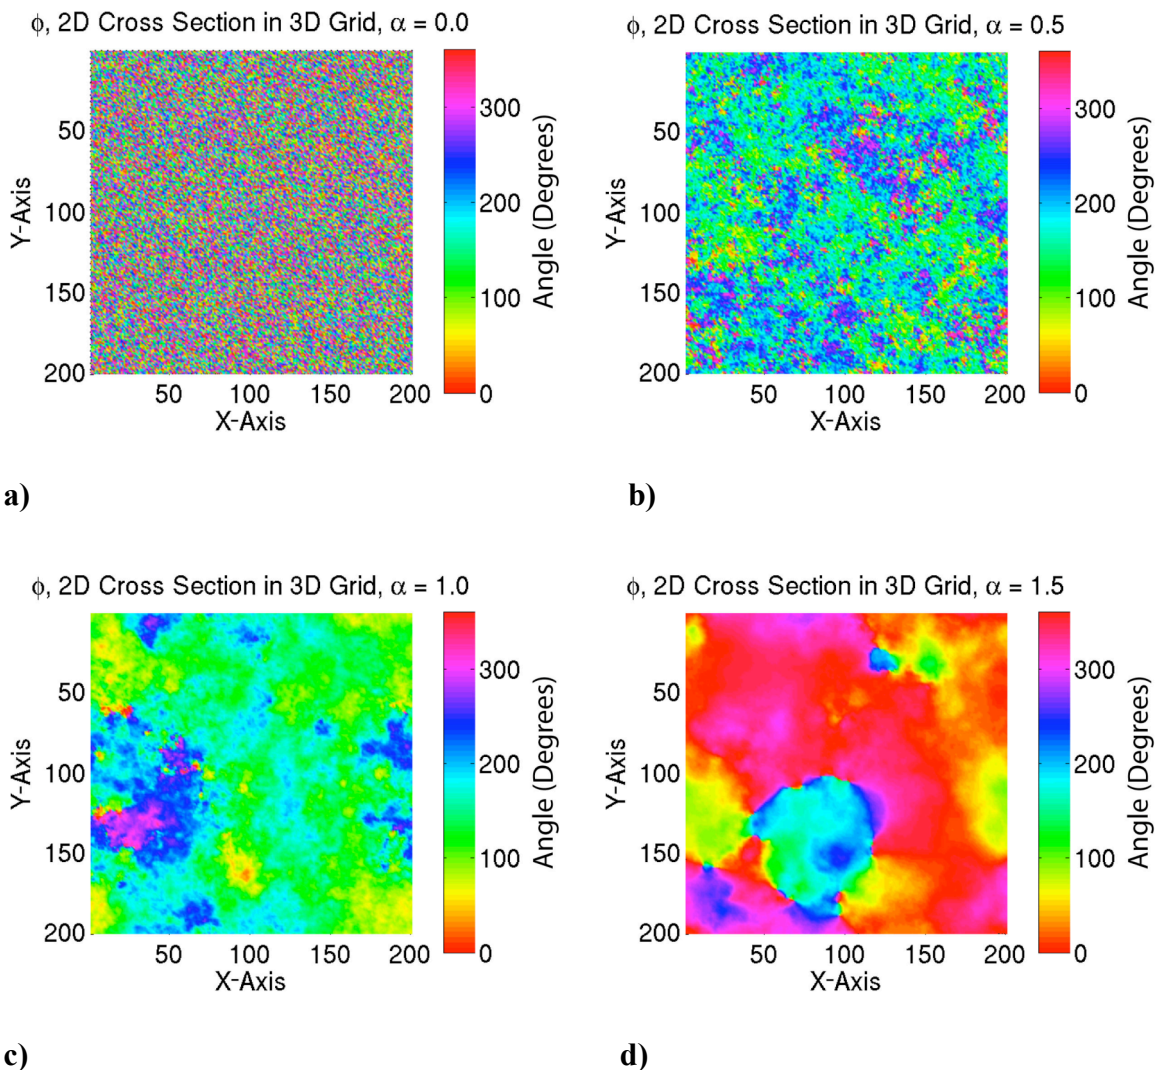 ϕ, 2D Cross Section in 3D Grid, α = 0.0
Y-Axis
50
100
150
200
50 100 150 200
X-Axis
300
200
100
0
Angle (Degrees)
a)
ϕ, 2D Cross Section in 3D Grid, α = 0.5
Y-Axis
50
100
150
200
50 100 150 200
X-Axis
300
200
100
0
Angle (Degrees)
b)
ϕ, 2D Cross Section in 3D Grid, α = 1.0
Y-Axis
50
100
150
200
50 100 150 200
X-Axis
300
200
100
0
Angle (Degrees)
c)
ϕ, 2D Cross Section in 3D Grid, α = 1.5
Y-Axis
50
100
150
200
50 100 150 200
X-Axis
300
200
100
0
Angle (Degrees)
d)